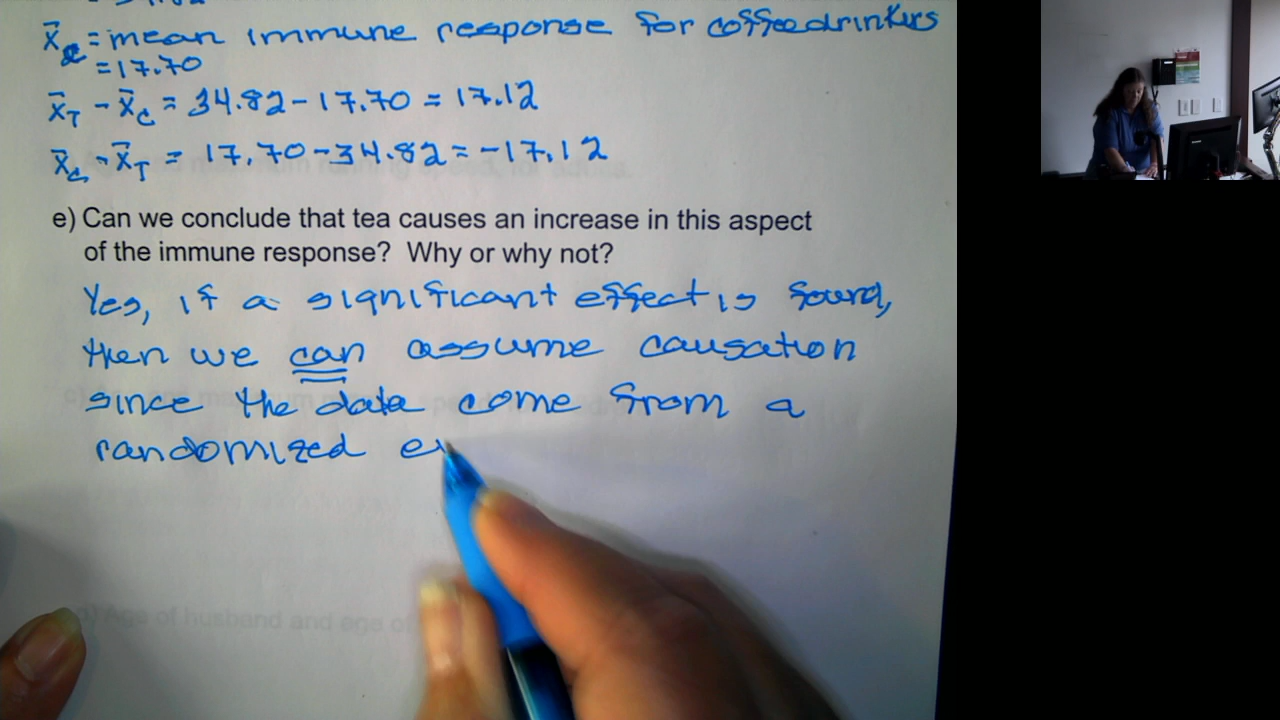 x̄c = mean immune response for coffeedrinkers
= 17.70
x̄T - x̄C = 34.82 - 17.70 = 17.12
x̄C - x̄T = 17.70 - 34.82 = -17.12
e) Can we conclude that tea causes an increase in this aspect
of the immune response? Why or why not?
Yes, if a significant effect is found,
then we can assume causation
since the data come from a
randomized ex